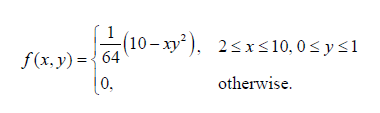 f(x,y) = { 1/64 (10 – xy²), 2 ≤ x ≤ 10, 0 ≤ y ≤ 1
0, otherwise.